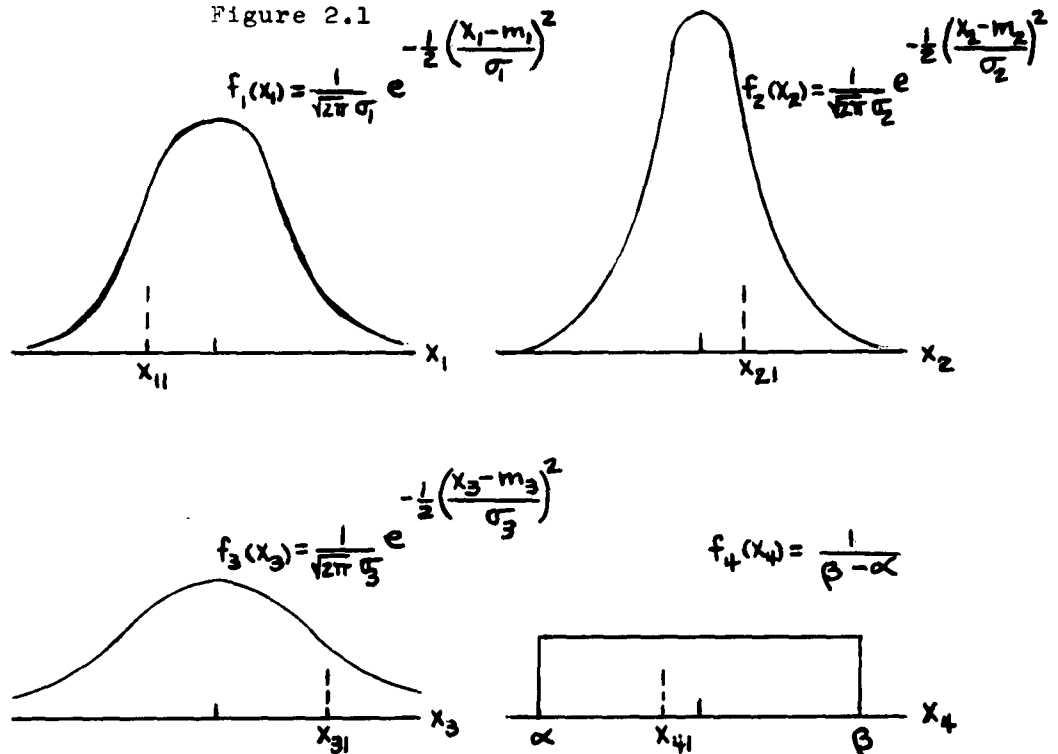 Figure 2.1
f₁(x₁) = 1/(√2π σ₁) e^(-1/2 ((x₁-m₁)/σ₁)²)
f₂(x₂) = 1/(√2π σ₂) e^(-1/2 ((x₂-m₂)/σ₂)²)
x₁₁
x₁
x₂₁
x₂
f₃(x₃) = 1/(√2π σ₃) e^(-1/2 ((x₃-m₃)/σ₃)²)
f₄(x₄) = 1/(β-α)
x₃₁
x₃
α
x₄₁
β
x₄